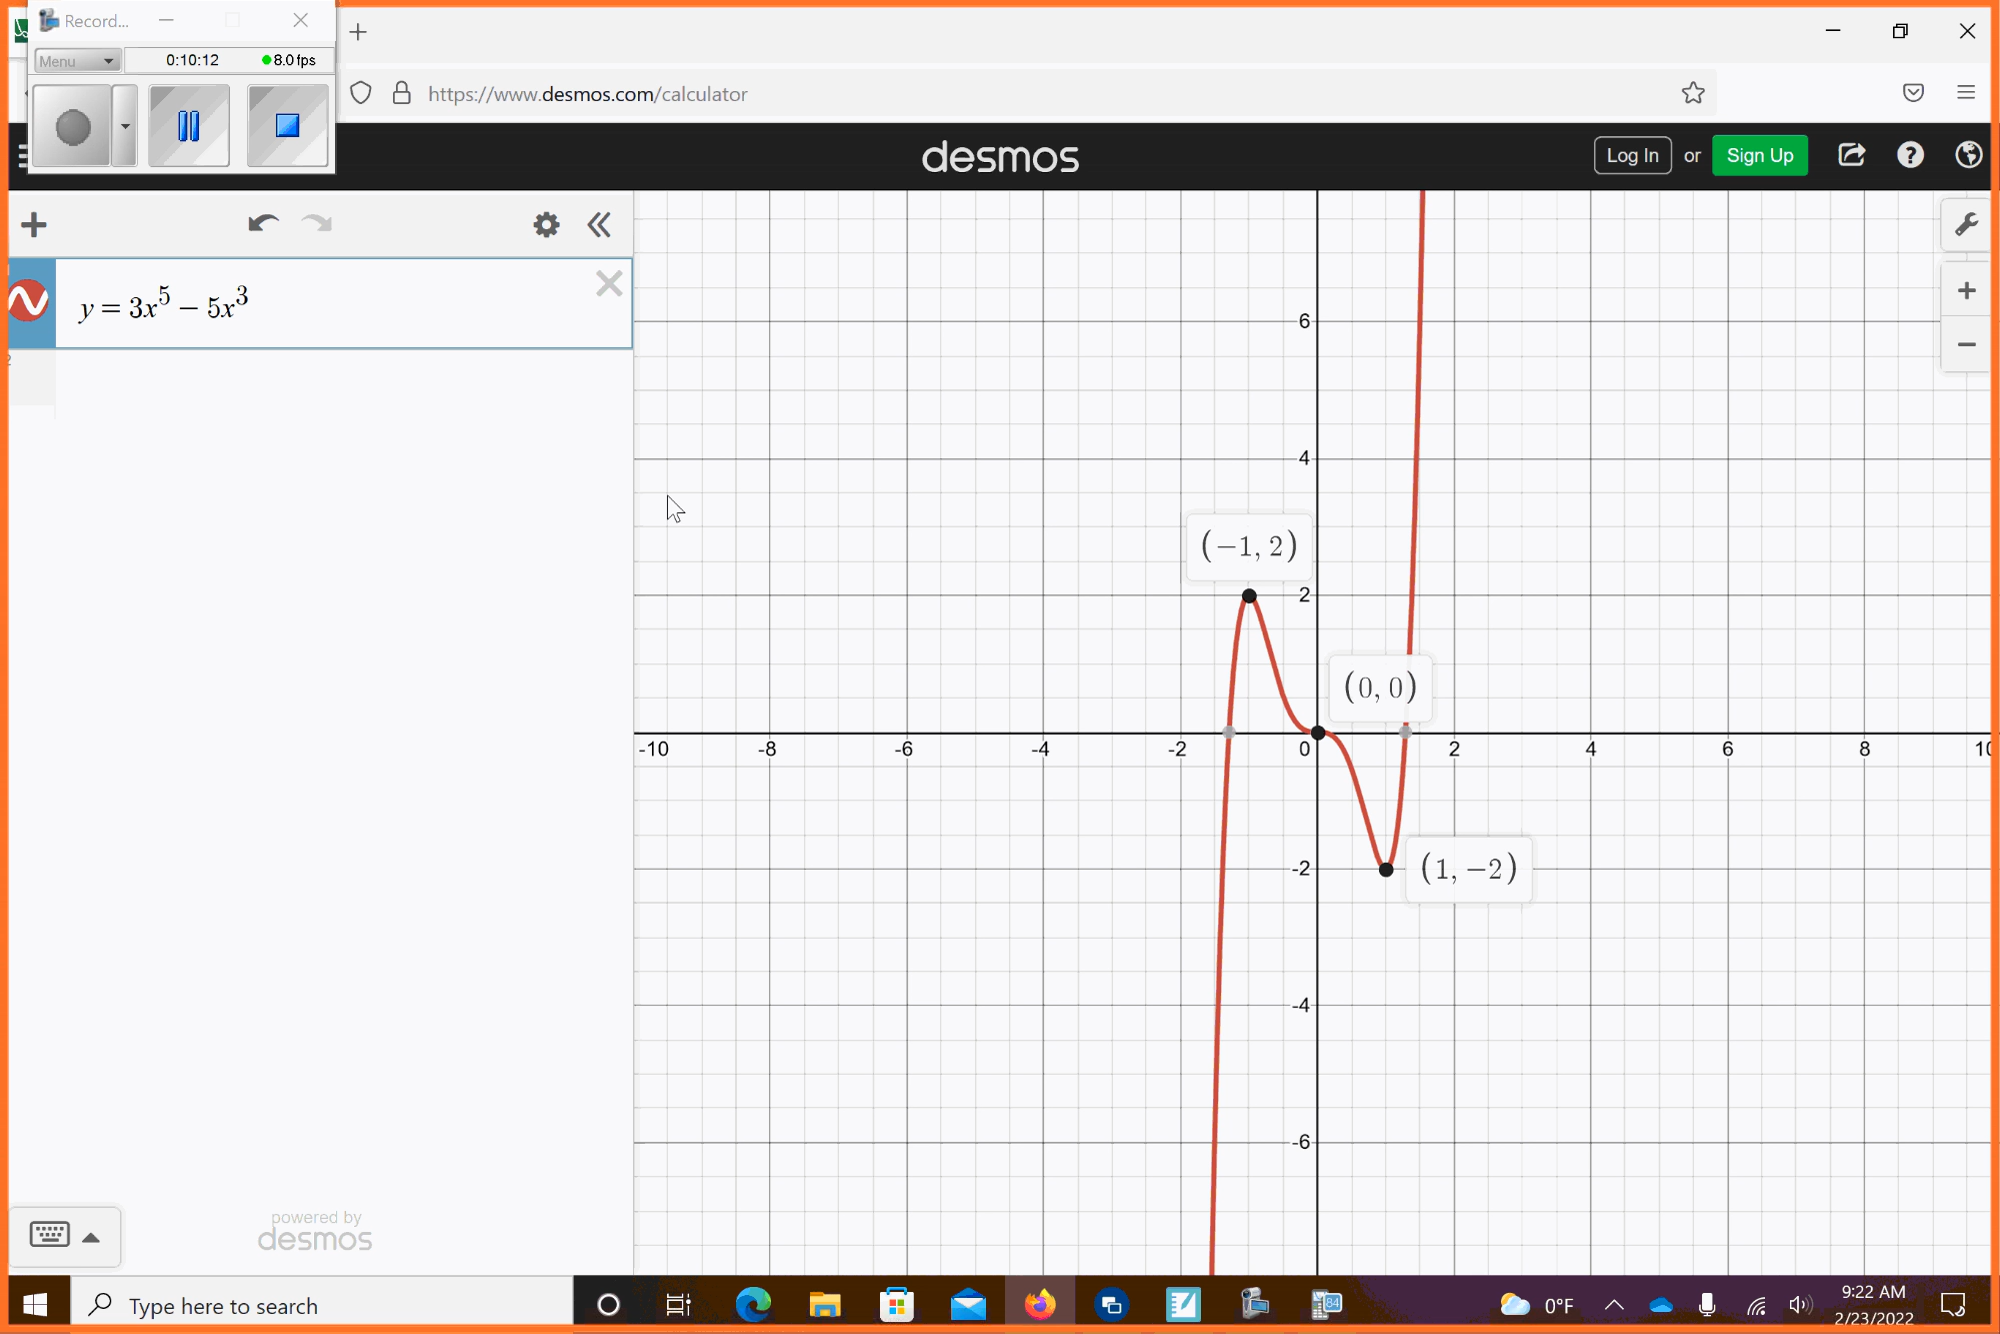 Record...
Menu
0:10:12
8.0 fps
https://www.desmos.com/calculator
desmos
Log In or Sign Up
y = 3x^5 − 5x^3
2
6
4
(−1, 2)
2
(0, 0)
-10 -8 -6 -4 -2 0 2 4 6 8 10
-2
(1, −2)
-4
-6
powered by
desmos
Type here to search
84
0°F
9:22 AM
2/23/2022